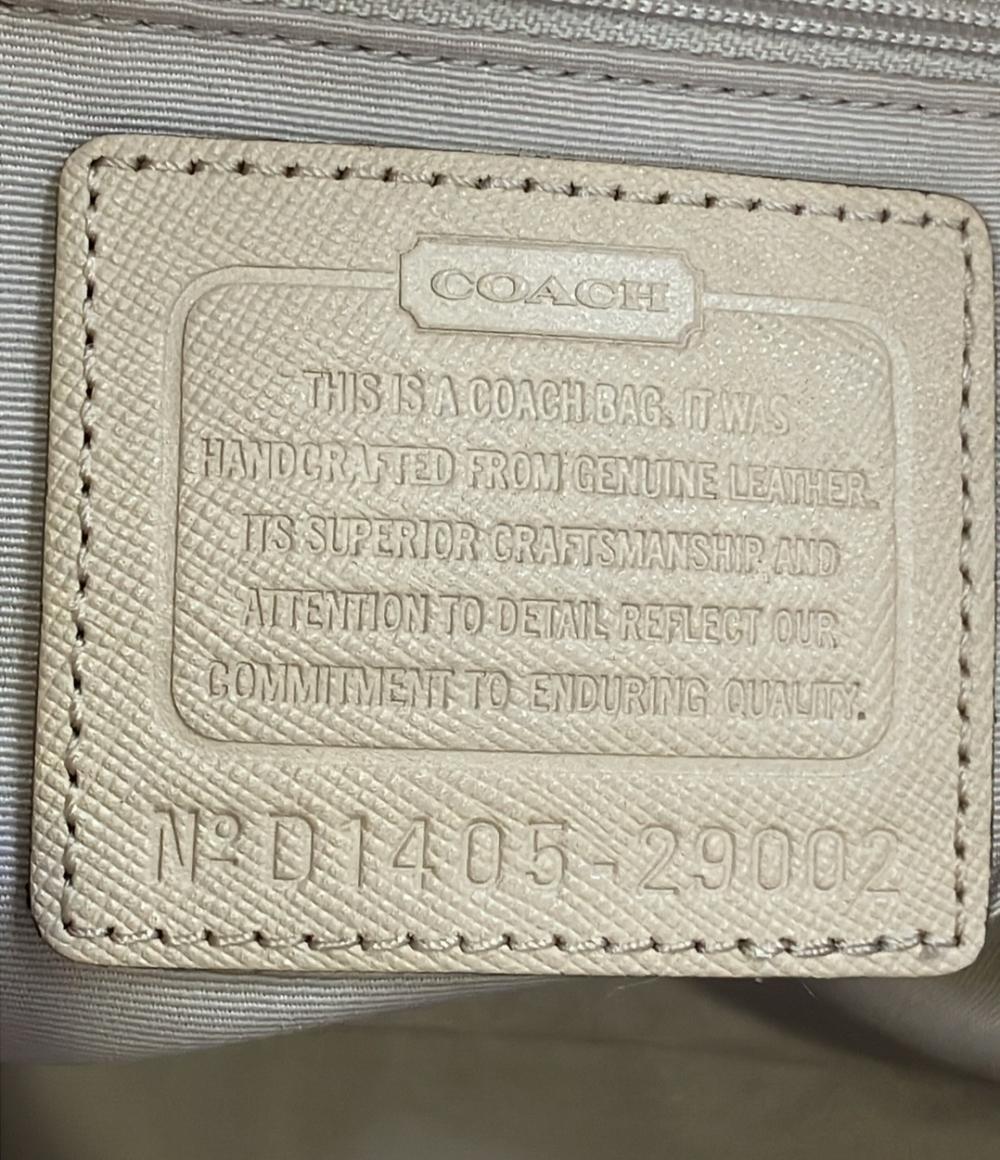 COACH
THIS IS A COACH BAG. IT WAS
HANDCRAFTED FROM GENUINE LEATHER.
ITS SUPERIOR CRAFTSMANSHIP AND
ATTENTION TO DETAIL REFLECT OUR
COMMITMENT TO ENDURING QUALITY.
Nº D1405-29002